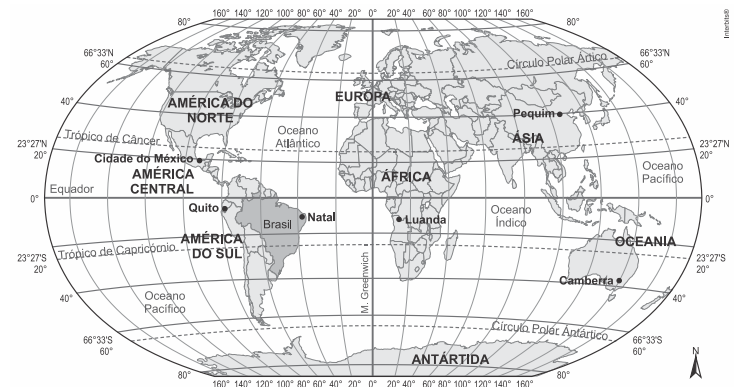 160° 140° 120° 100° 80° 60° 40° 20° 0° 20° 40° 60° 80° 100° 120° 140° 160°
80°
80°
Interbits®
66°33'N
60°
66°33'N
60°
Círculo Polar Ártico
40°
40°
AMÉRICA DO
NORTE
EUROPA
Pequim
ÁSIA
Oceano
Atlântico
23°27'N
20°
Trópico de Câncer
23°27'N
20°
Cidade do México
AMÉRICA
CENTRAL
ÁFRICA
Oceano
Pacífico
0°
Equador
0°
Quito
Brasil
Natal
Luanda
Oceano
Índico
AMÉRICA
DO SUL
OCEANIA
Trópico de Capricórnio
23°27'S
20°
23°27'S
20°
M. Greenwich
Camberra
40°
Oceano
Pacífico
40°
Círculo Polar Antártico
66°33'S
60°
66°33'S
60°
ANTÁRTIDA
N
80°
80°
160° 140° 120° 100° 80° 60° 40° 20° 0° 20° 40° 60° 80° 100° 120° 140° 160°